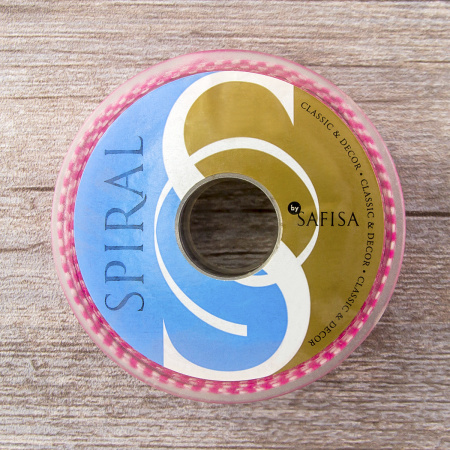 SPIRAL
by
SAFISA
CLASSIC & DECOR • CLASSIC & DECOR • CLASSIC & DECOR